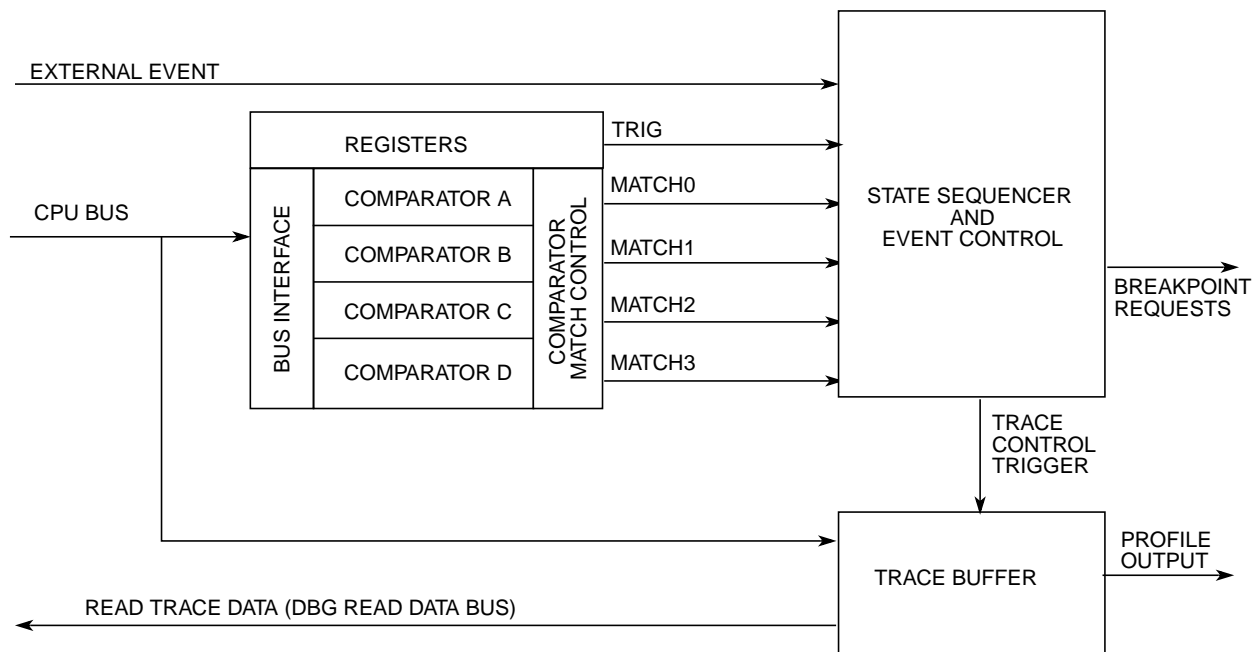 EXTERNAL EVENT
REGISTERS
TRIG
CPU BUS
BUS INTERFACE
COMPARATOR A
COMPARATOR B
COMPARATOR C
COMPARATOR D
COMPARATOR
MATCH CONTROL
MATCH0
MATCH1
MATCH2
MATCH3
STATE SEQUENCER
AND
EVENT CONTROL
BREAKPOINT
REQUESTS
TRACE
CONTROL
TRIGGER
TRACE BUFFER
PROFILE
OUTPUT
READ TRACE DATA (DBG READ DATA BUS)